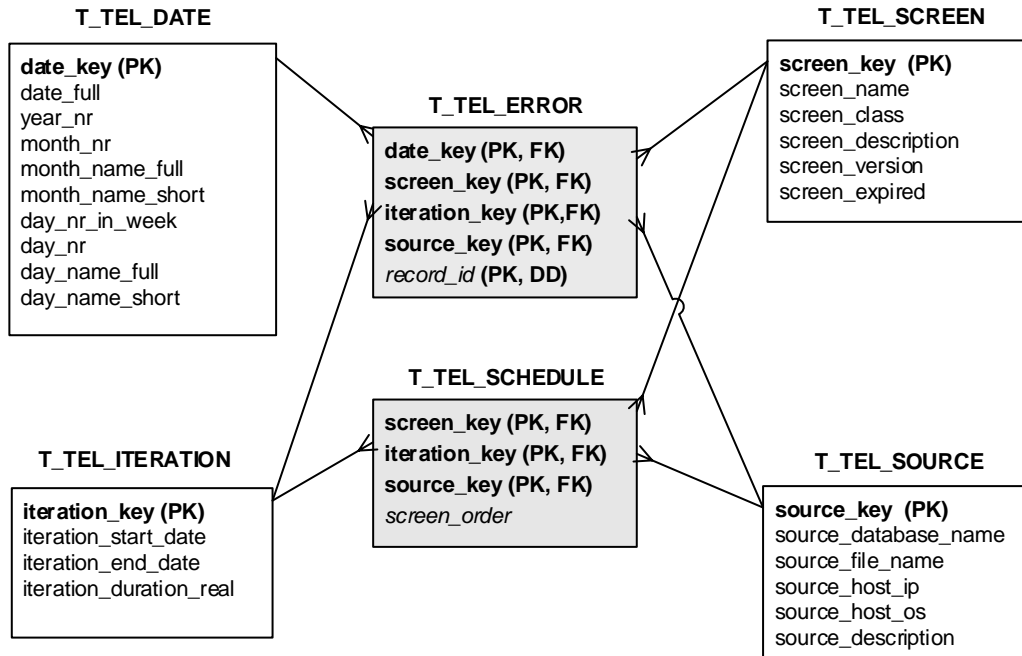 T_TEL_DATE
date_key (PK)
date_full
year_nr
month_nr
month_name_full
month_name_short
day_nr_in_week
day_nr
day_name_full
day_name_short
T_TEL_ERROR
date_key (PK, FK)
screen_key (PK, FK)
iteration_key (PK,FK)
source_key (PK, FK)
record_id (PK, DD)
T_TEL_SCREEN
screen_key (PK)
screen_name
screen_class
screen_description
screen_version
screen_expired
T_TEL_ITERATION
iteration_key (PK)
iteration_start_date
iteration_end_date
iteration_duration_real
T_TEL_SCHEDULE
screen_key (PK, FK)
iteration_key (PK, FK)
source_key (PK, FK)
screen_order
T_TEL_SOURCE
source_key (PK)
source_database_name
source_file_name
source_host_ip
source_host_os
source_description